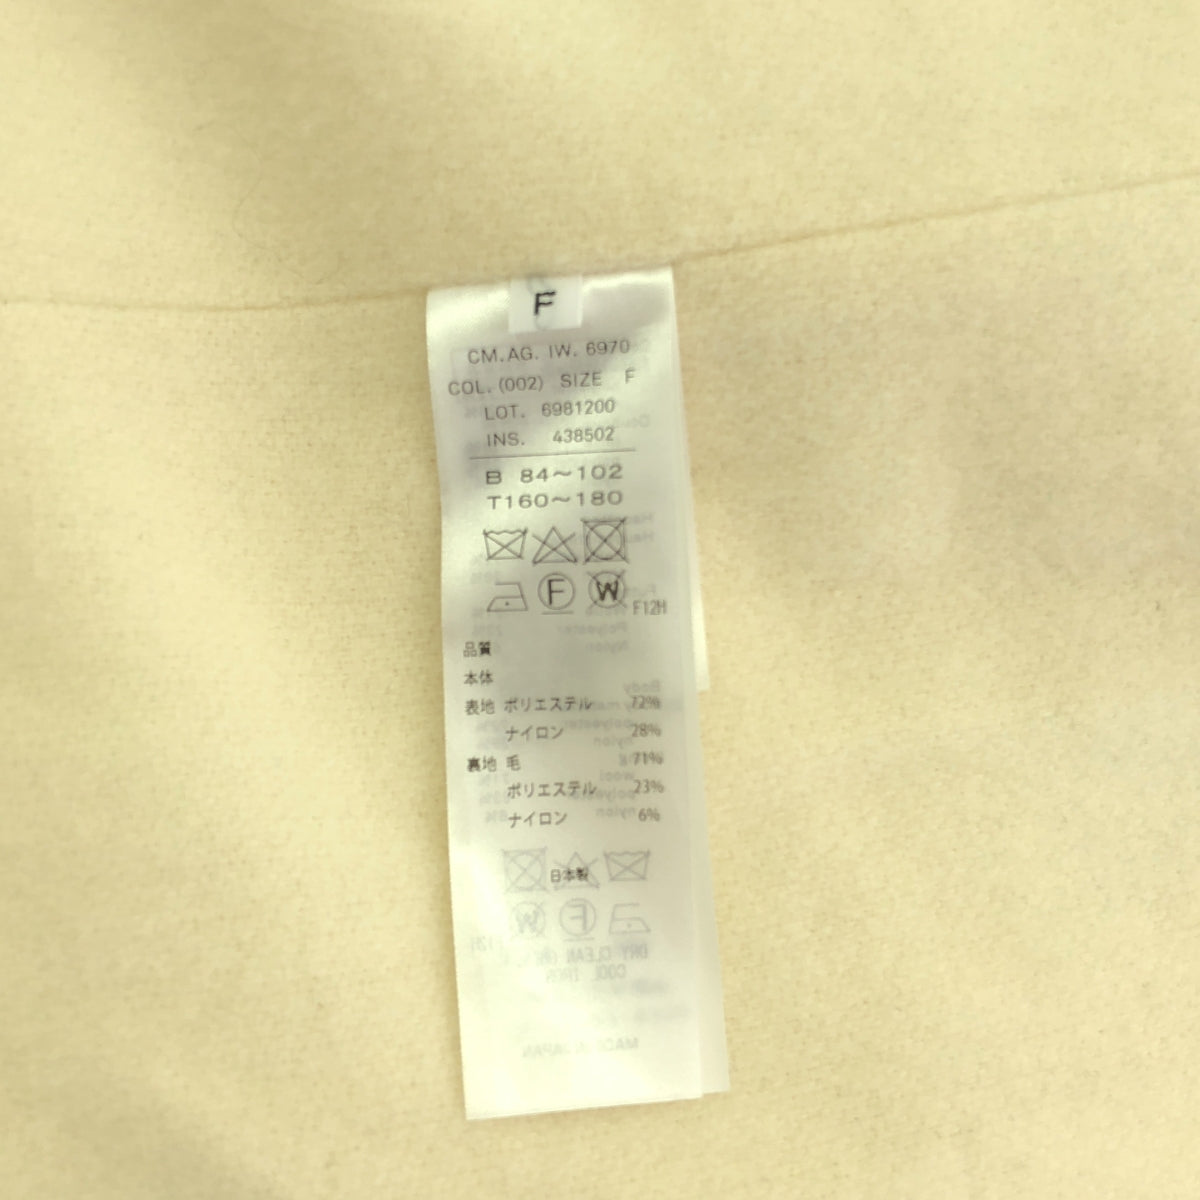 F
CM.AG. IW. 6970
COL. (002) SIZE F
LOT. 6981200
INS. 438502
B 84〜102
T160〜180
F W F12H
品質
本体
表地 ポリエステル 72%
ナイロン 28%
裏地 毛 71%
ポリエステル 23%
ナイロン 6%
日本製